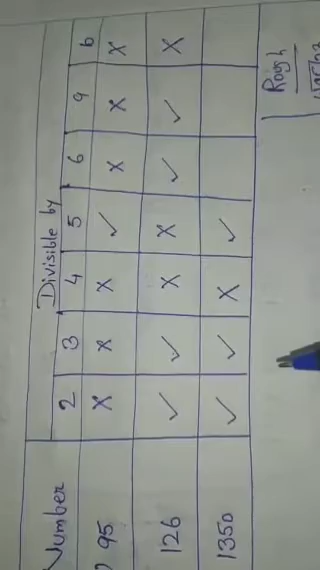 Number Divisible by
2 3 4 5 6 9
95 X X X ✓ X X X
126 ✓ ✓ X X ✓ ✓ X
1350 ✓ ✓ X ✓
Rough